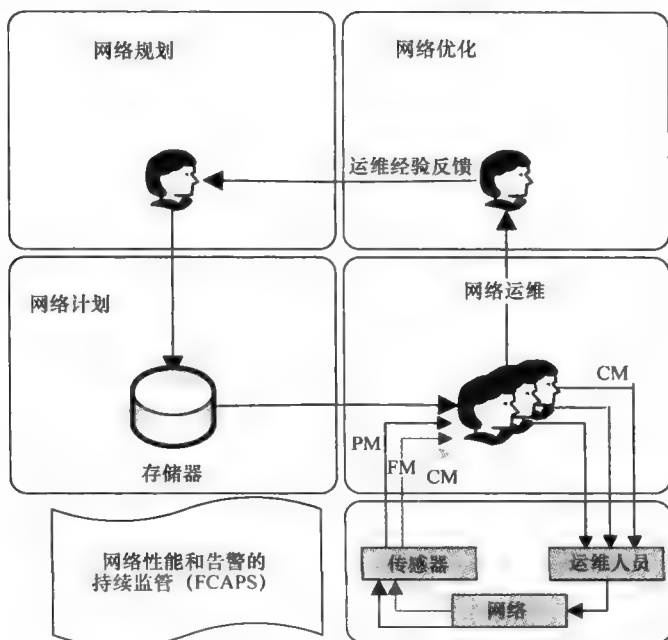 网络规划
网络优化
运维经验反馈
网络计划
网络运维
CM
PM
FM
CM
存储器
网络性能和告警的
持续监管（FCAPS）
传感器
运维人员
网络